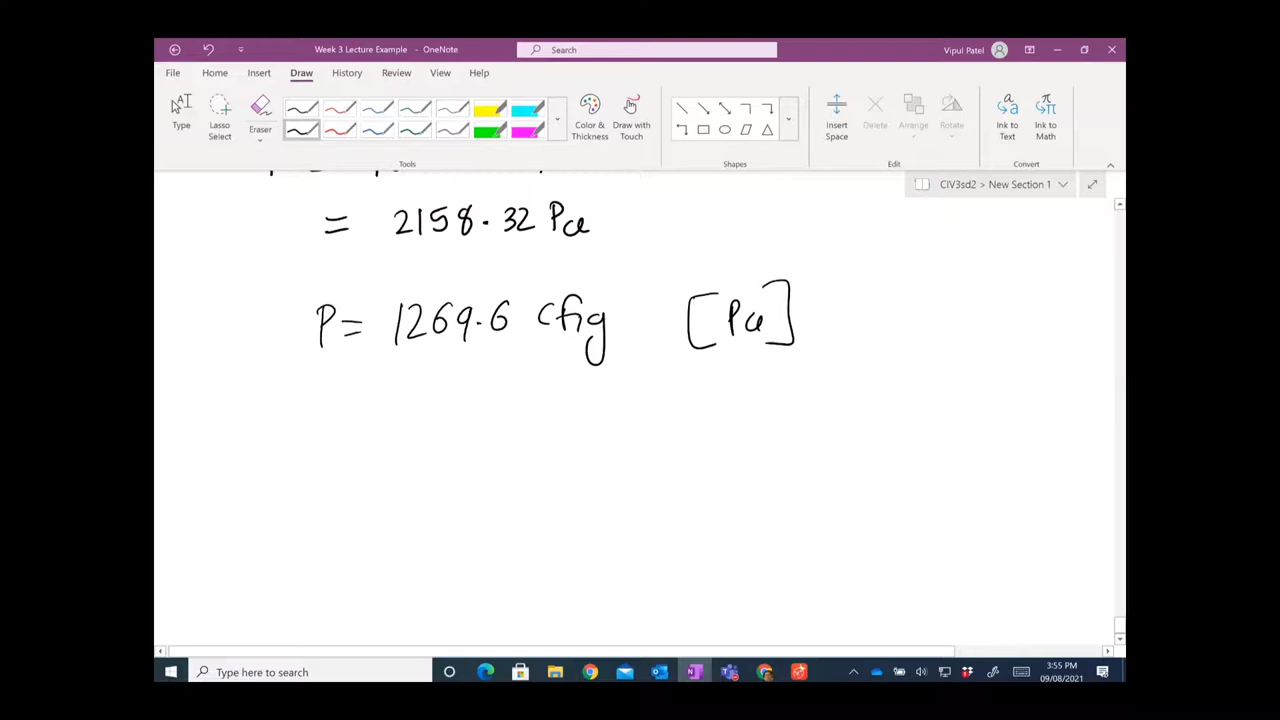 Week 3 Lecture Example - OneNote
Search
Vipul Patel
File Home Insert Draw History Review View Help
Type
Lasso Select
Eraser
Color & Thickness
Draw with Touch
Insert Space
Delete
Arrange
Rotate
Ink to Text
Ink to Math
Tools
Shapes
Edit
Convert
CIV3sd2 > New Section 1
= 2158.32 Pa
P = 1269.6 Cfig [Pa]
Type here to search
3:55 PM
09/08/2021